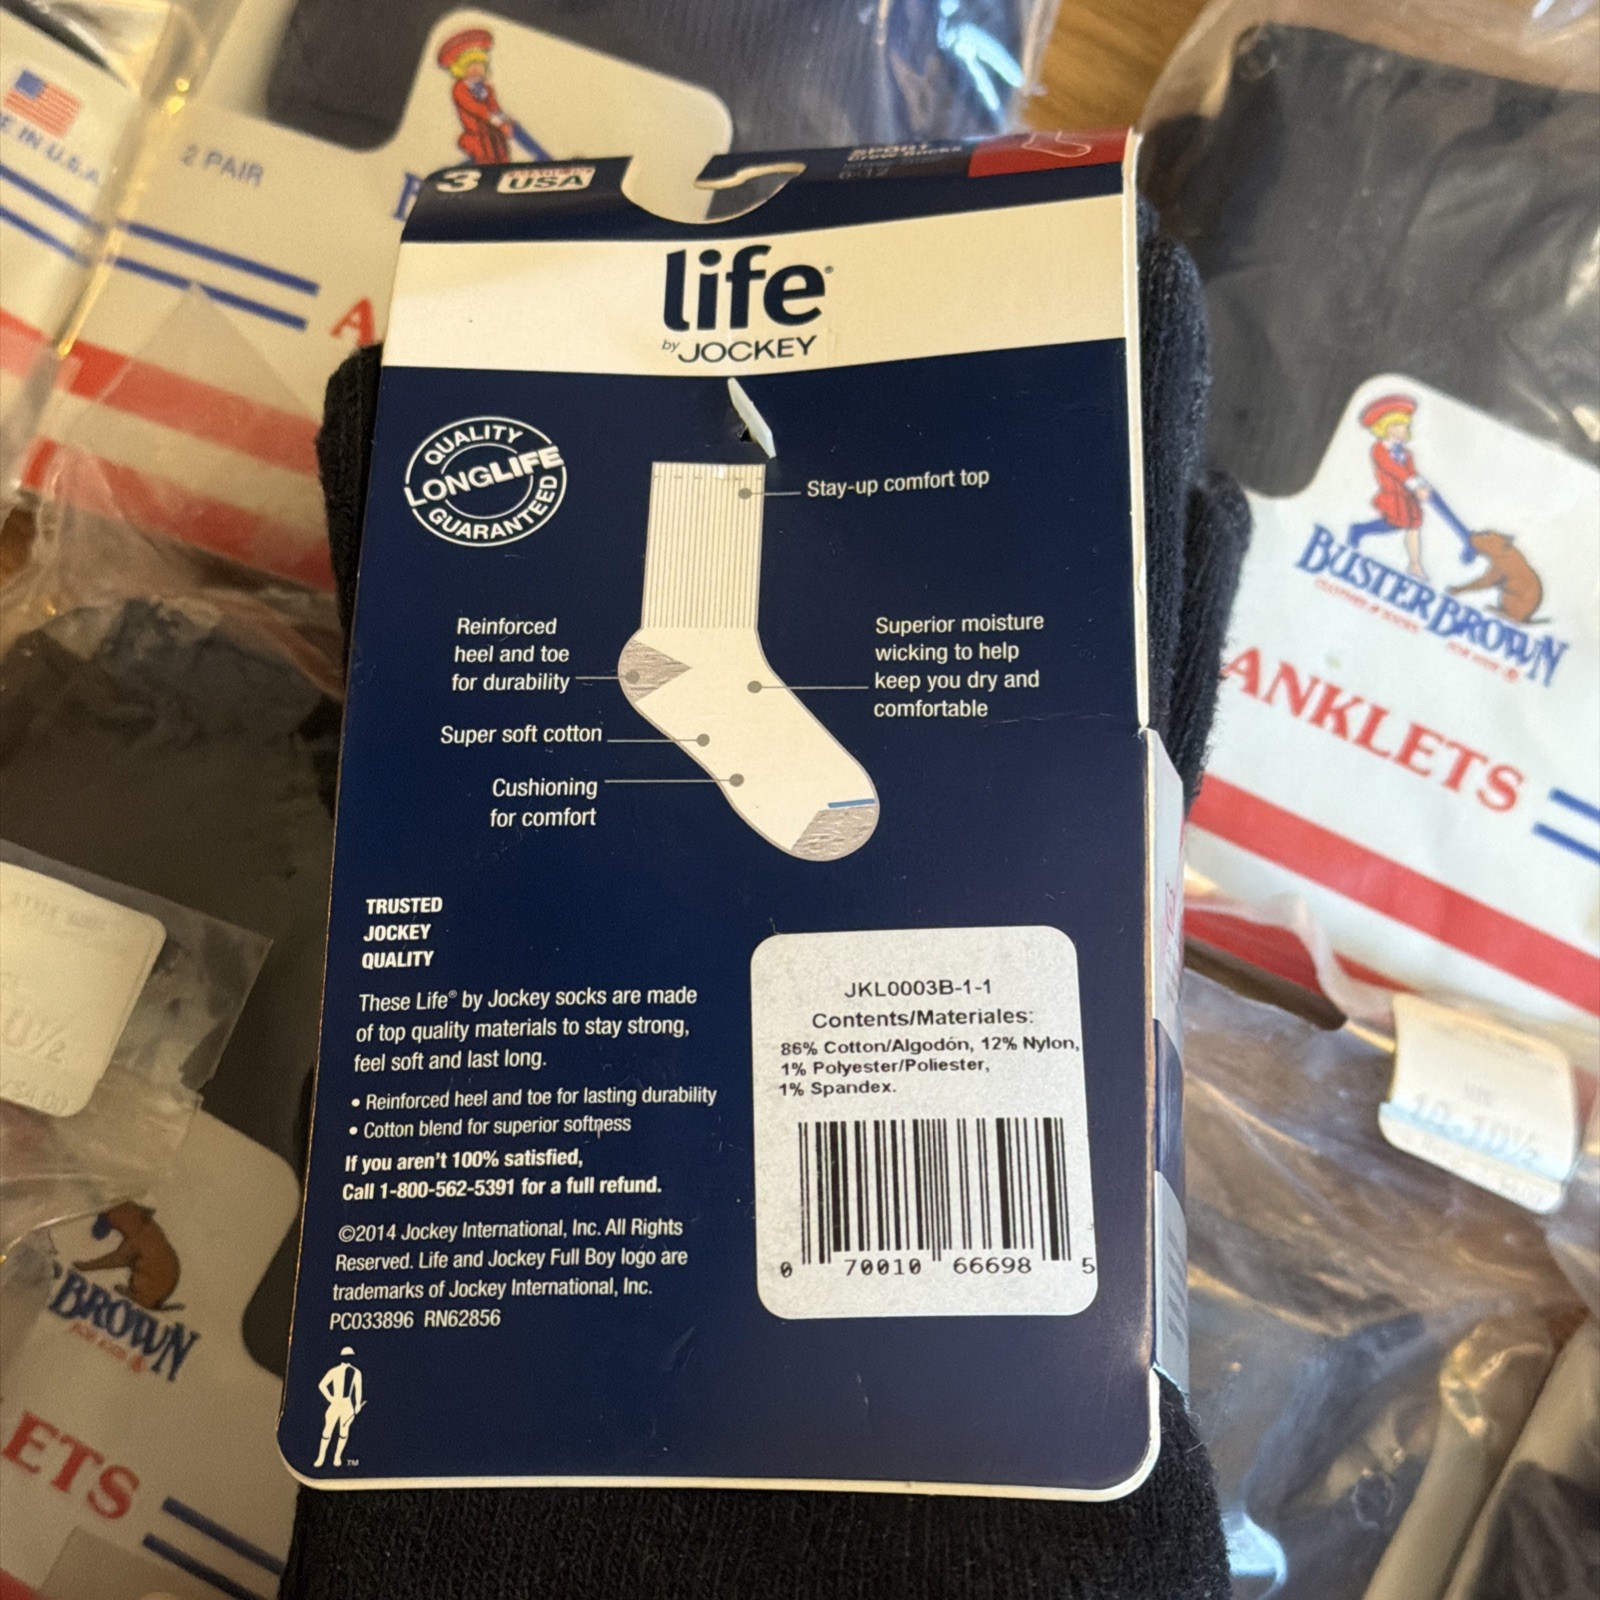 E IN U.S.A.
2 PAIR
3
USA
life®
by JOCKEY
QUALITY
LONGLIFE
GUARANTEED
Stay-up comfort top
Reinforced
heel and toe
for durability
Superior moisture
wicking to help
keep you dry and
comfortable
Super soft cotton
Cushioning
for comfort
TRUSTED
JOCKEY
QUALITY
These Life® by Jockey socks are made
of top quality materials to stay strong,
feel soft and last long.
• Reinforced heel and toe for lasting durability
• Cotton blend for superior softness
If you aren't 100% satisfied,
Call 1-800-562-5391 for a full refund.
©2014 Jockey International, Inc. All Rights
Reserved. Life and Jockey Full Boy logo are
trademarks of Jockey International, Inc.
PC033896 RN62856
TM
JKL0003B-1-1
Contents/Materiales:
86% Cotton/Algodón, 12% Nylon,
1% Polyester/Poliester,
1% Spandex.
0 70010 66698 5
BUSTER BROWN
ANKLETS
10-10½
BROWN
ETS